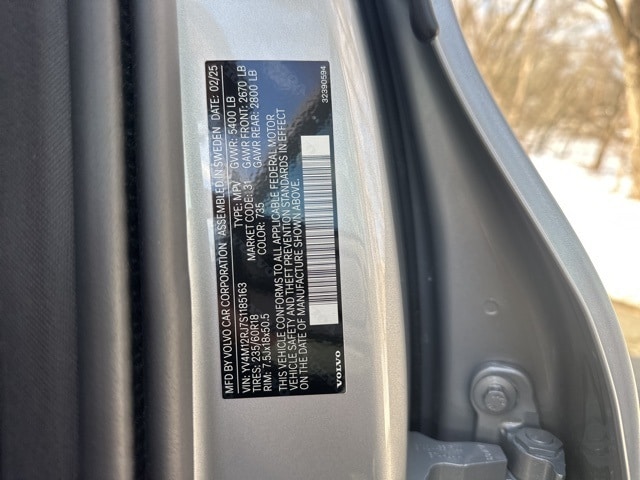 MFD BY VOLVO CAR CORPORATION ASSEMBLED IN SWEDEN DATE: 02/25
VIN: YV4M12RJ7S1185163 TYPE: MPV GVWR: 5400 LB
TIRES: 235/60R18 MARKET CODE: 31 GAWR FRONT: 2670 LB
RIM: 7.5Jx18x50.5 COLOR: 735 GAWR REAR: 2800 LB
THIS VEHICLE CONFORMS TO ALL APPLICABLE FEDERAL MOTOR
VEHICLE SAFETY AND THEFT PREVENTION STANDARDS IN EFFECT
ON THE DATE OF MANUFACTURE SHOWN ABOVE.
VOLVO
32390594